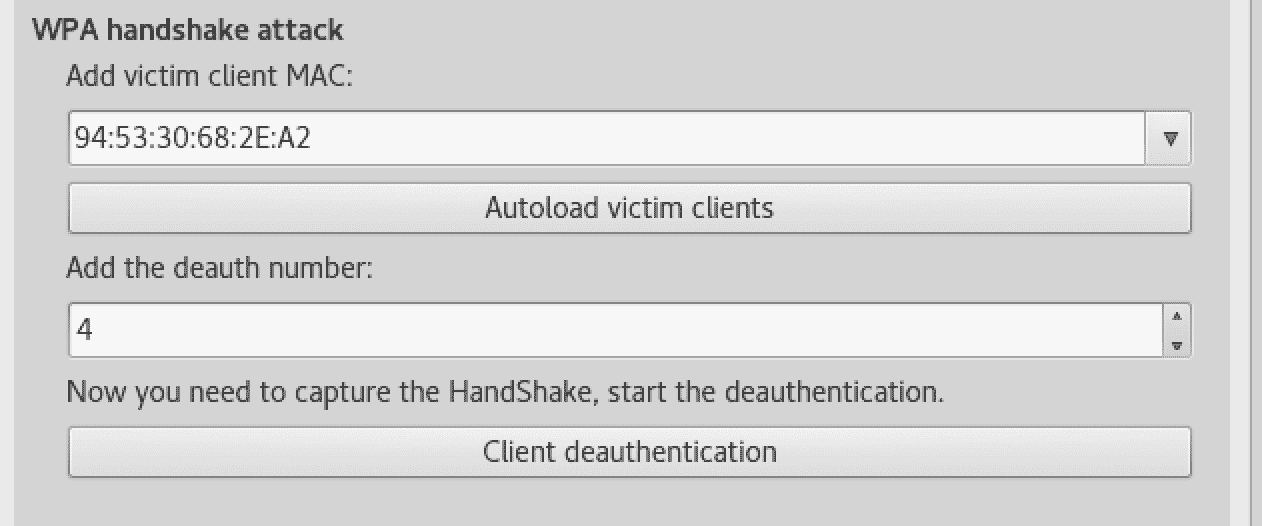 WPA handshake attack
Add victim client MAC:
94:53:30:68:2E:A2
Autoload victim clients
Add the deauth number:
4
Now you need to capture the HandShake, start the deauthentication.
Client deauthentication